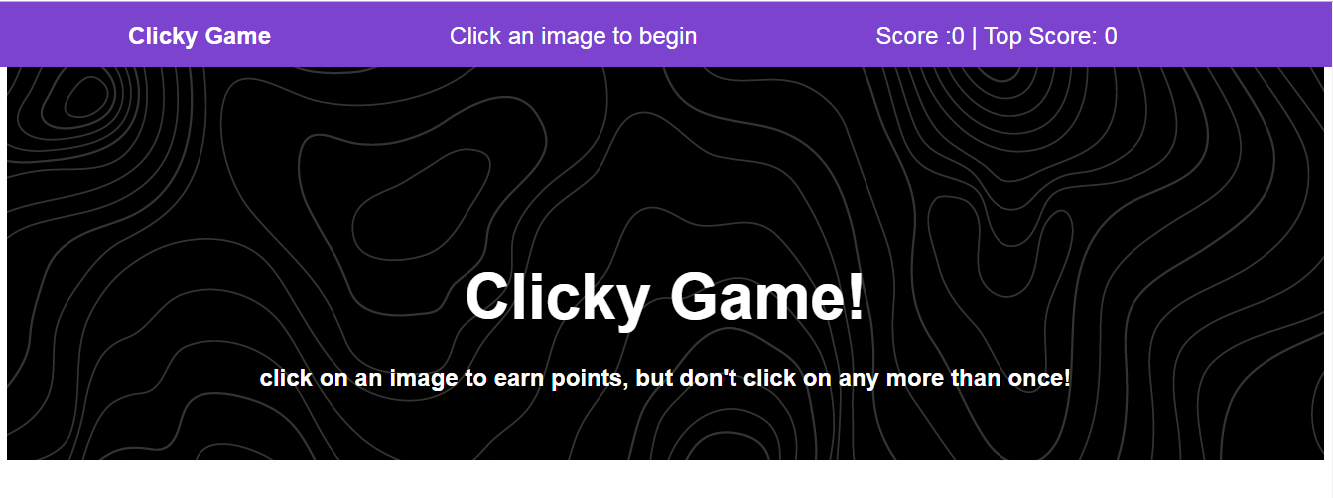 Clicky Game Click an image to begin Score :0 | Top Score: 0
Clicky Game!
click on an image to earn points, but don't click on any more than once!